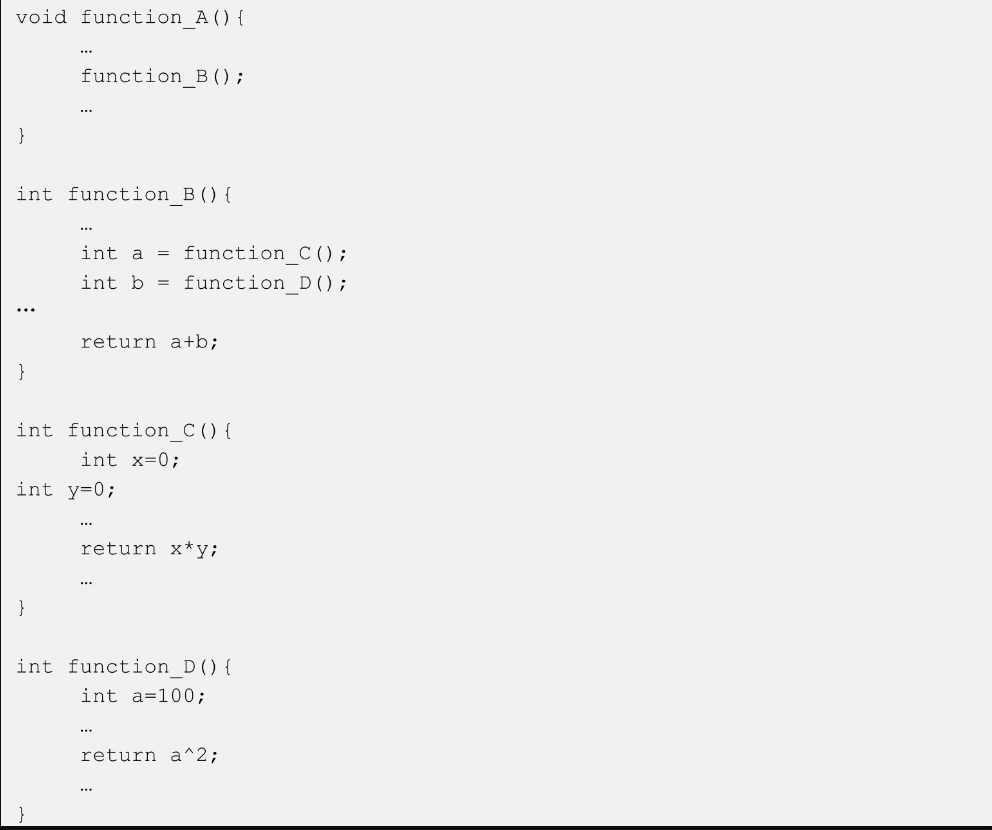 void function_A(){
…
function_B();
…
}
int function_B(){
…
int a = function_C();
int b = function_D();
…
return a+b;
}
int function_C(){
int x=0;
int y=0;
…
return x*y;
…
}
int function_D(){
int a=100;
…
return a^2;
…
}